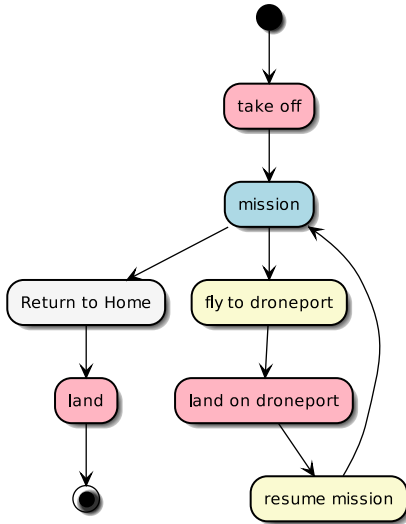 take off
mission
Return to Home
fly to droneport
land
land on droneport
resume mission